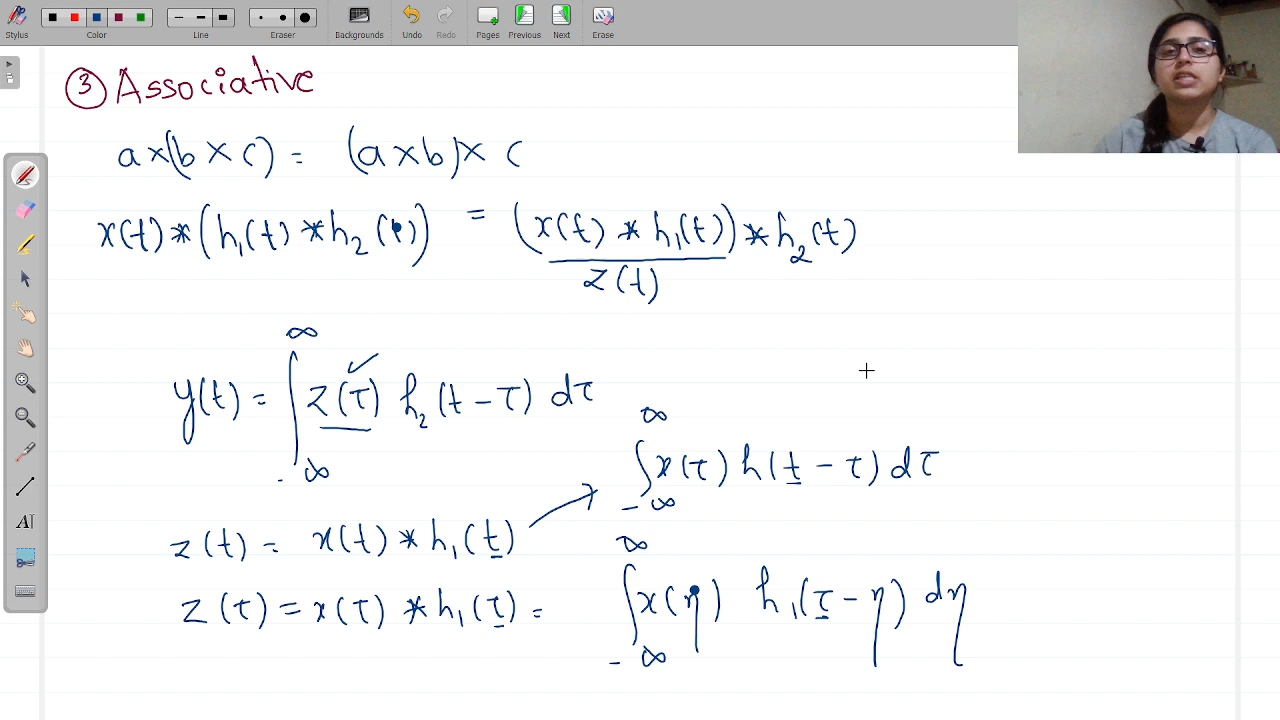 Stylus Color Line Eraser Backgrounds Undo Redo Pages Previous Next Erase
③ Associative
a×(b×c) = (a×b)×c
x(t)*(h₁(t)*h₂(t)) = (x(t)*h₁(t))*h₂(t)
z(t)
∞
y(t) = ∫ z(τ) h₂(t-τ) dτ
-∞
∞
∫ x(τ) h(t-τ) dτ
-∞
z(t) = x(t)*h₁(t)
∞
z(τ) = x(τ)*h₁(τ) = ∫ x(η) h₁(τ-η) dη
-∞